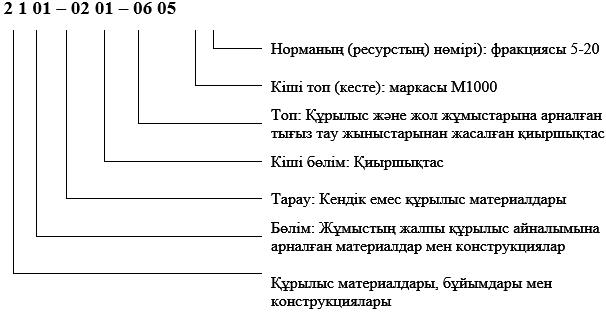 2 1 01 – 02 01 – 06 05
Норманың (ресурстың) нөмірі): фракциясы 5-20
Кіші топ (кесте): маркасы М1000
Топ: Құрылыс және жол жұмыстарына арналған
тығыз тау жыныстарынан жасалған қиыршықтас
Кіші бөлім: Қиыршықтас
Тарау: Кендік емес құрылыс материалдары
Бөлім: Жұмыстың жалпы құрылыс айналымына
арналған материалдар мен конструкциялар
Құрылыс материалдары, бұйымдары мен
конструкциялары